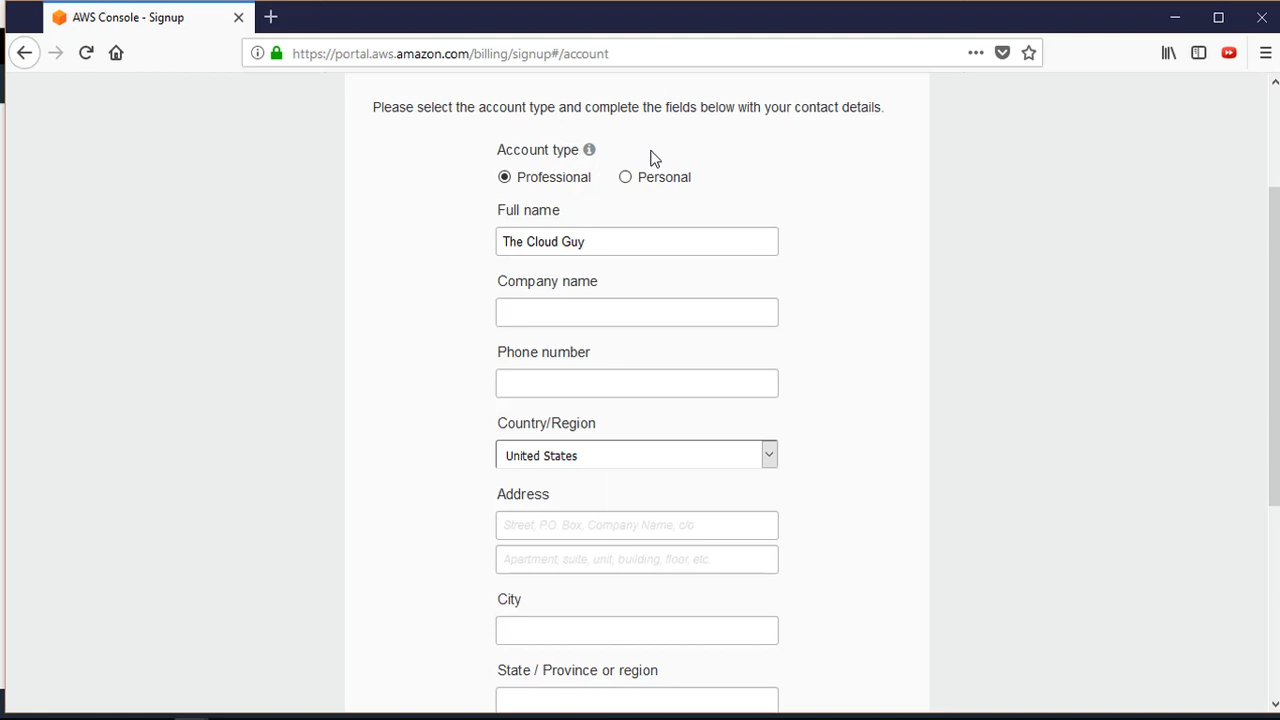 AWS Console - Signup
https://portal.aws.amazon.com/billing/signup#/account
Please select the account type and complete the fields below with your contact details.
Account type
Professional Personal
Full name
The Cloud Guy
Company name
Phone number
Country/Region
United States
Address
Street, P.O. Box, Company Name, c/o
Apartment, suite, unit, building, floor, etc.
City
State / Province or region